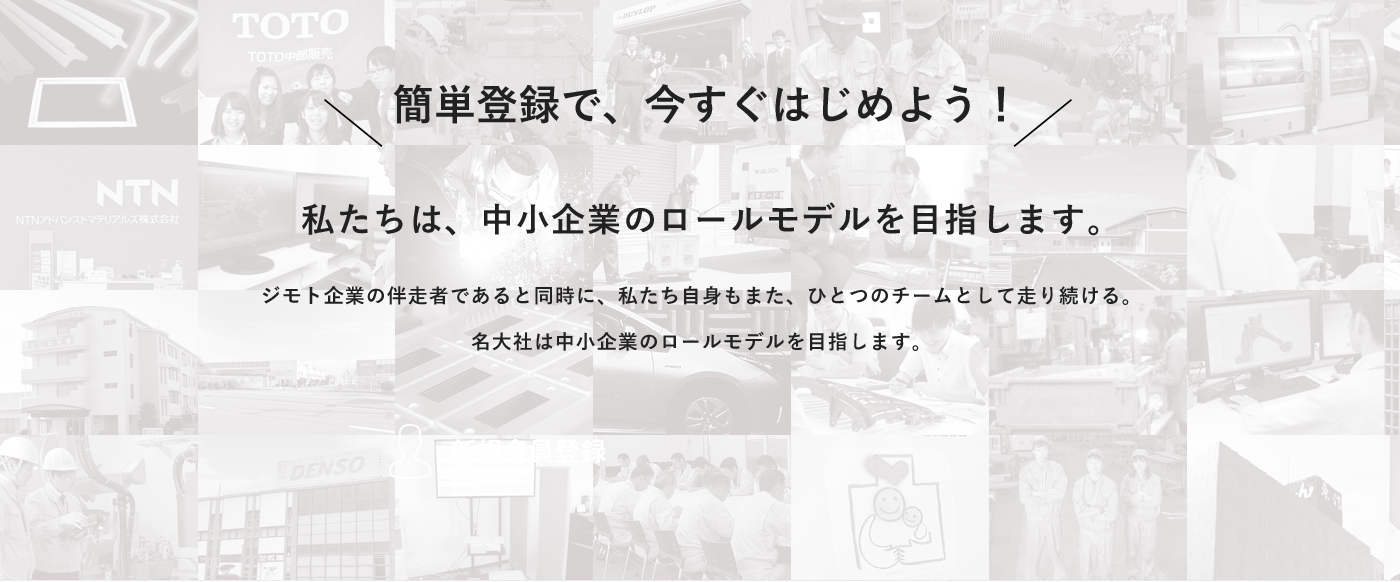 TOTO
TOTO中部販売
DUNLOP
簡単登録で、今すぐはじめよう！
NTN
NTNアドバンストマテリアルズ株式会社
私たちは、中小企業のロールモデルを目指します。
ジモト企業の伴走者であると同時に、私たち自身もまた、ひとつのチームとして走り続ける。
名大社は中小企業のロールモデルを目指します。
DENSO